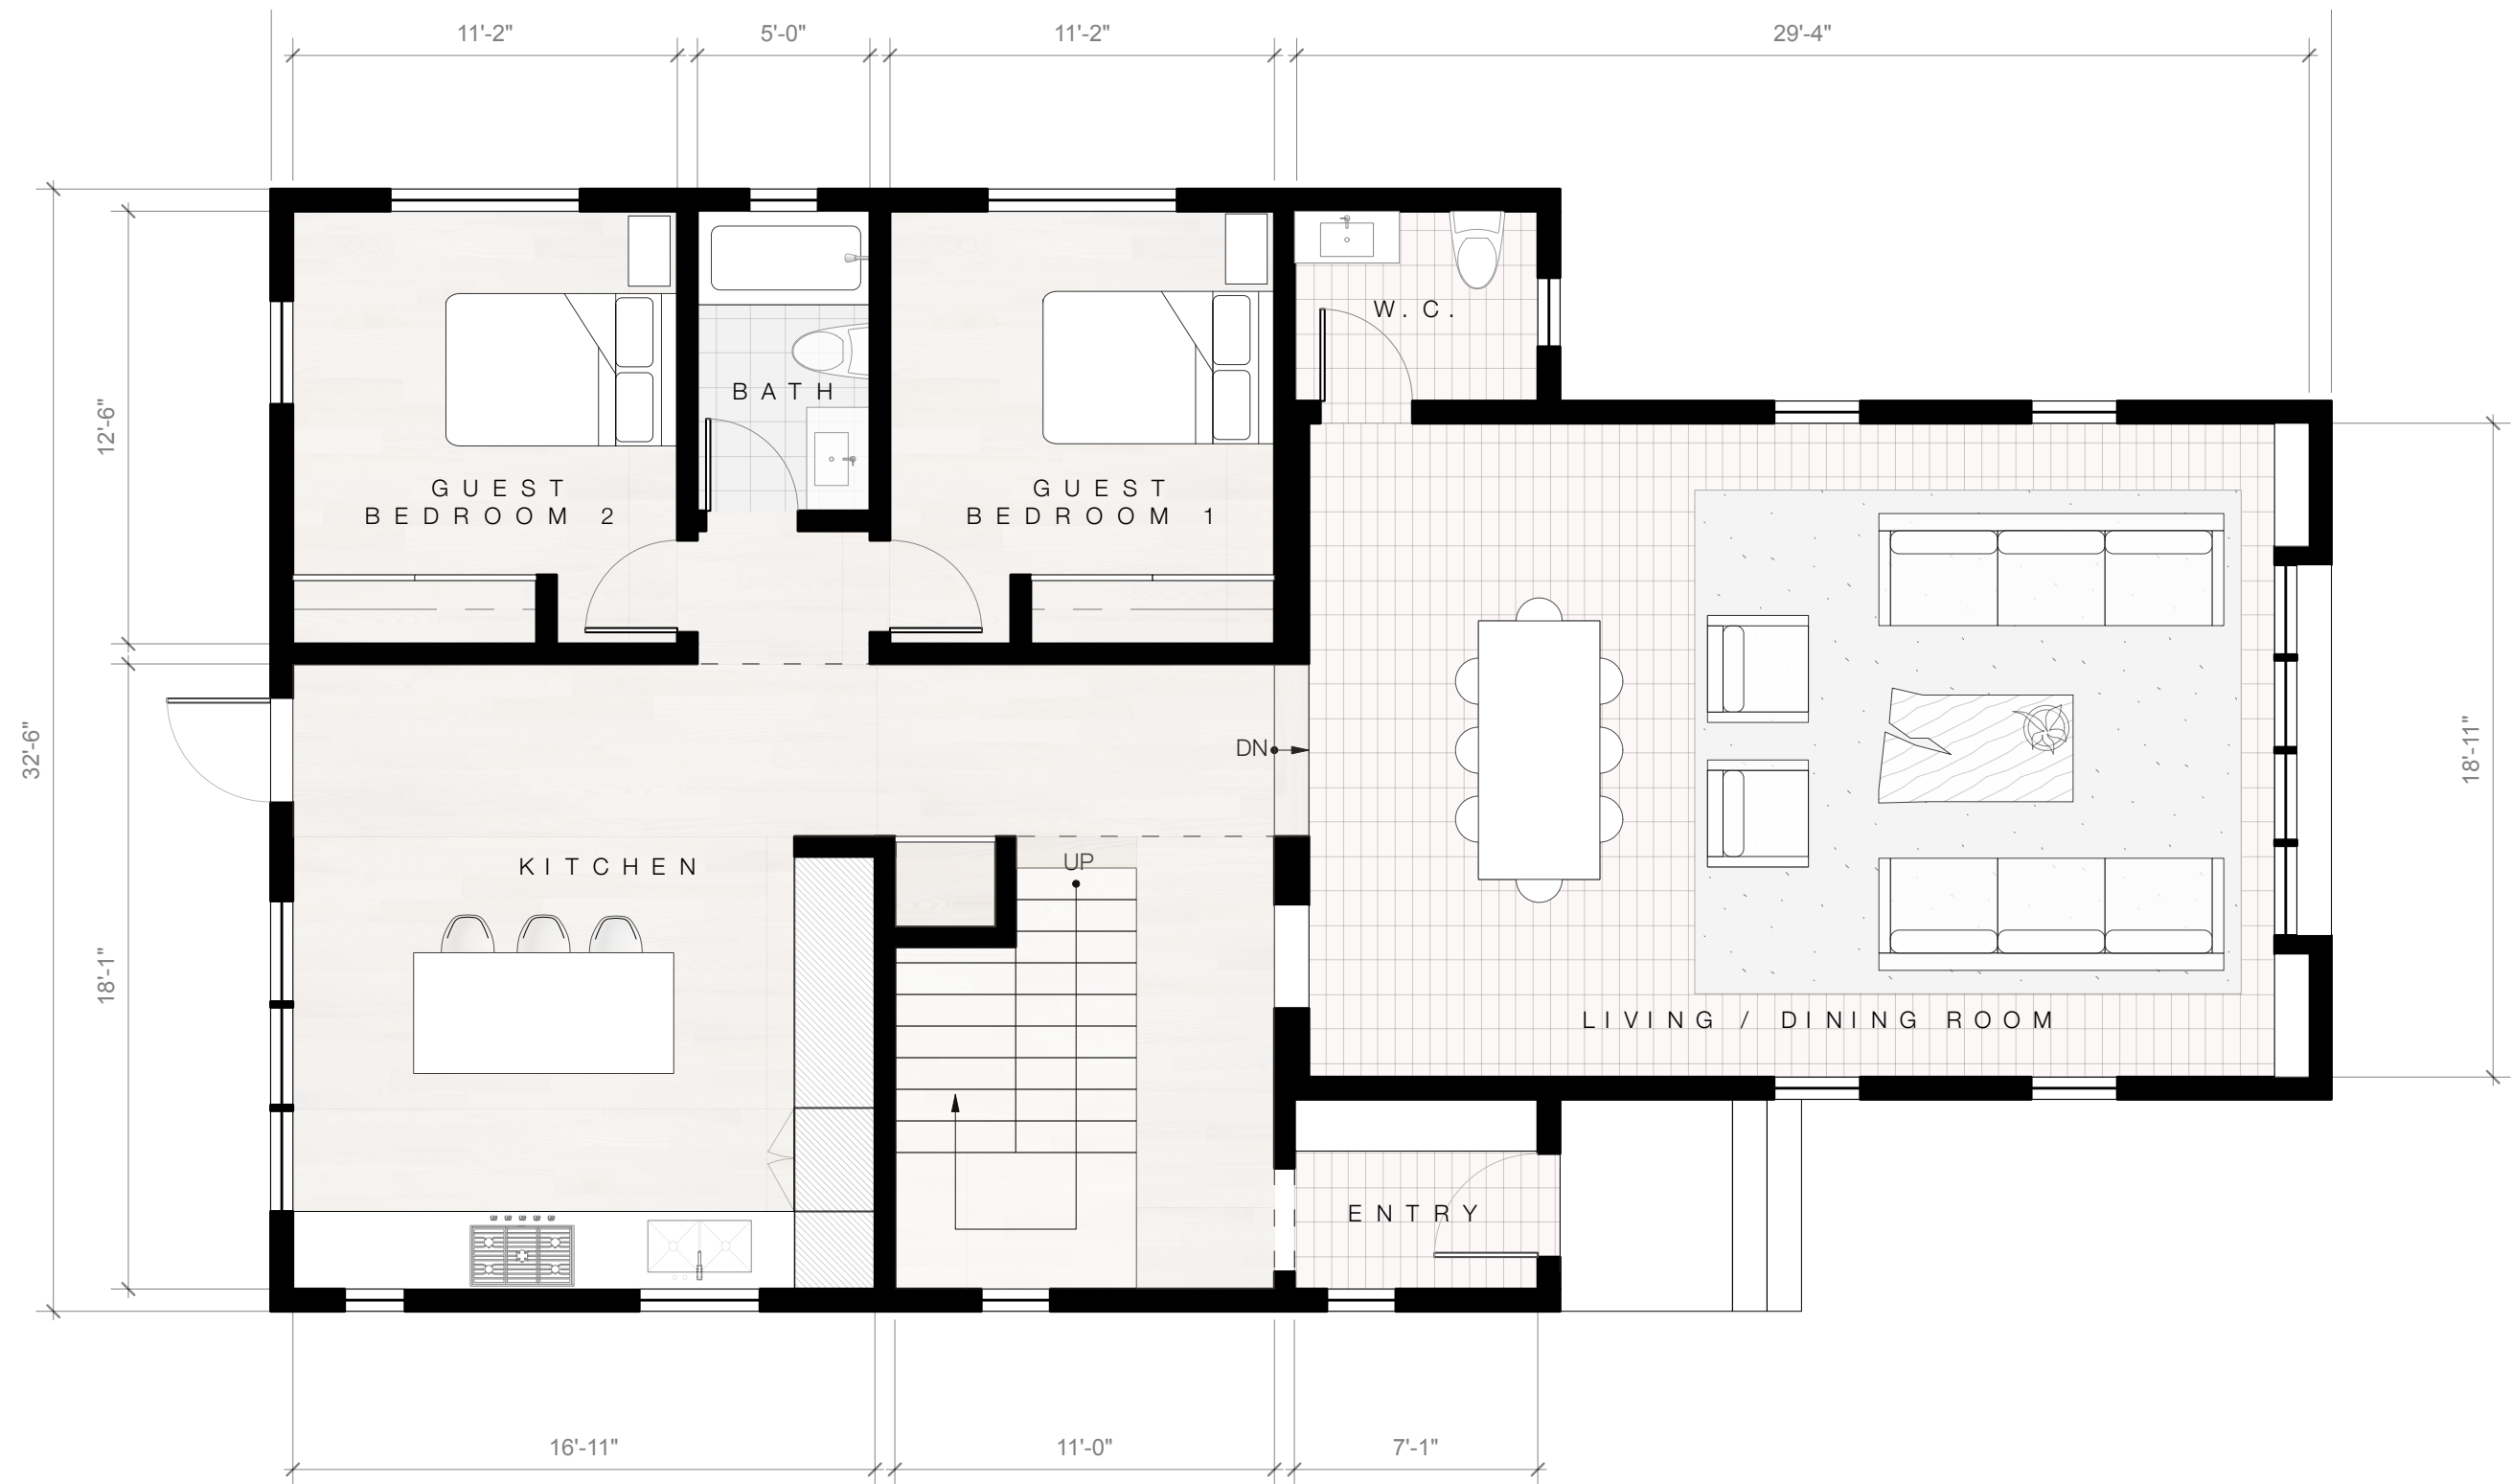 11'-2"
5'-0"
11'-2"
29'-4"
W.C.
BATH
12'-6"
GUEST
BEDROOM 2
GUEST
BEDROOM 1
32'-6"
DN
18'-11"
KITCHEN
UP
18'-1"
LIVING / DINING ROOM
ENTRY
16'-11"
11'-0"
7'-1"